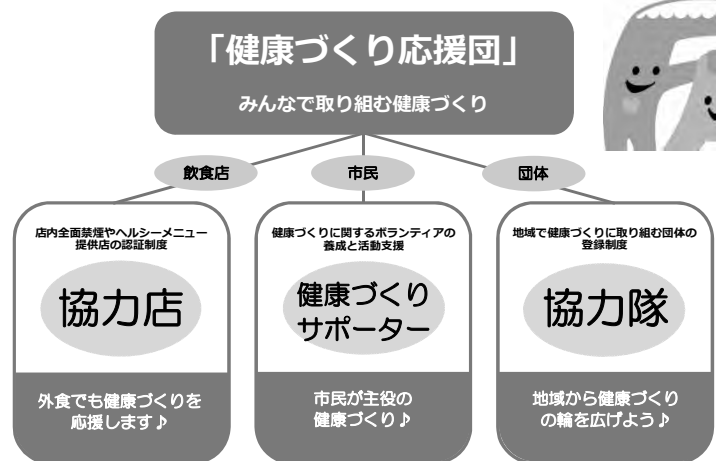 「健康づくり応援団」
みんなで取り組む健康づくり
飲食店
市民
団体
店内全面禁煙やヘルシーメニュー
提供店の認証制度
協力店
外食でも健康づくりを
応援します♪
健康づくりに関するボランティアの
養成と活動支援
健康づくり
サポーター
市民が主役の
健康づくり♪
地域で健康づくりに取り組む団体の
登録制度
協力隊
地域から健康づくり
の輪を広げよう♪